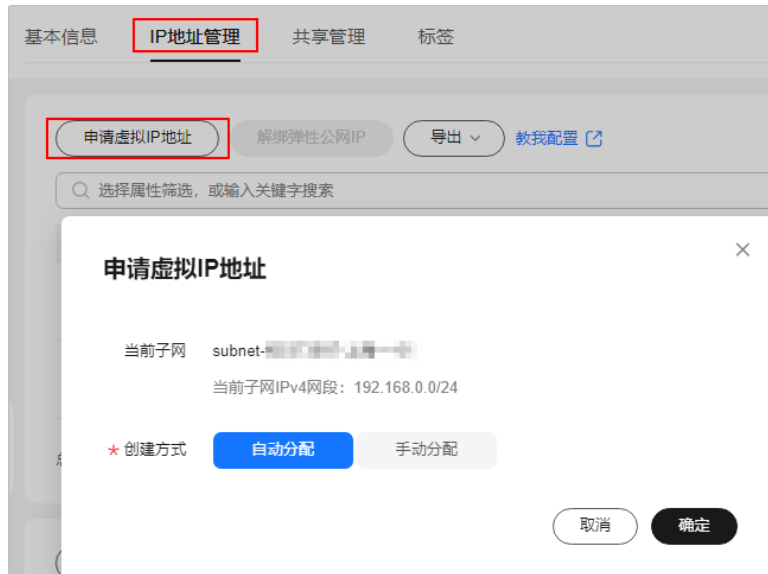 基本信息 IP地址管理 共享管理 标签
申请虚拟IP地址 解绑弹性公网IP 导出 教我配置
选择属性筛选，或输入关键字搜索
申请虚拟IP地址
当前子网 subnet-
当前子网IPv4网段：192.168.0.0/24
* 创建方式 自动分配 手动分配
取消 确定